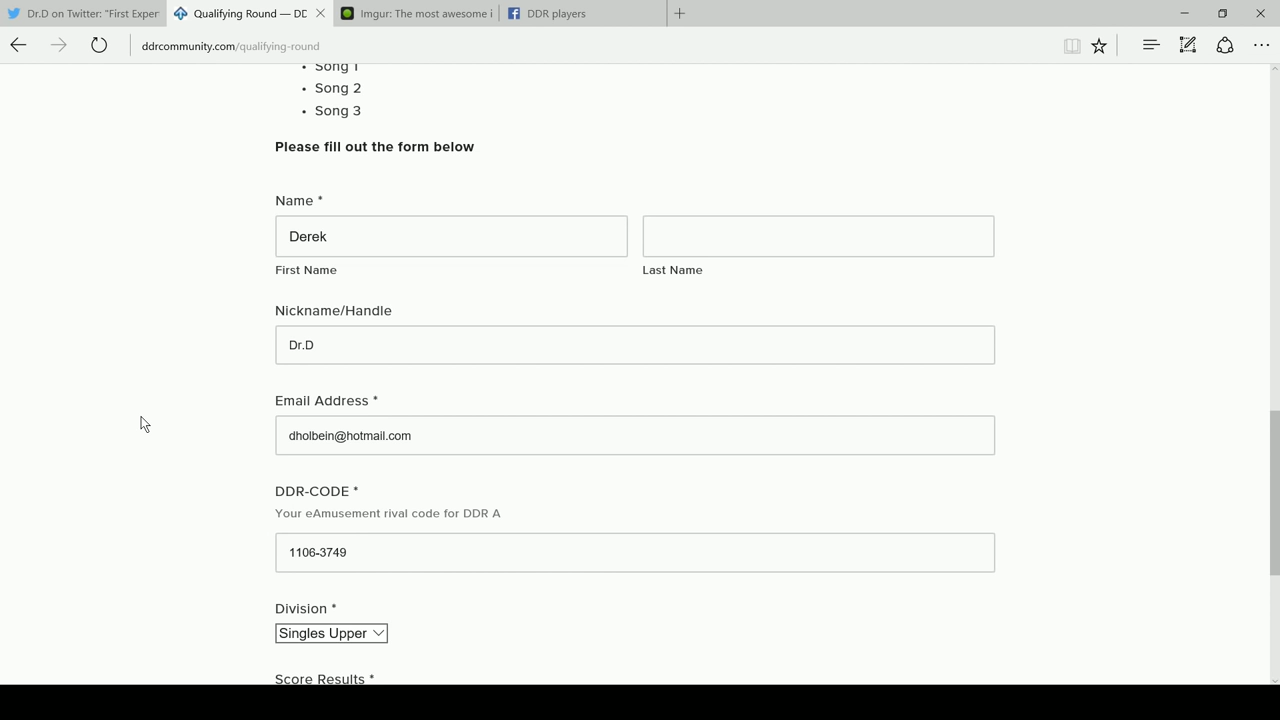 Dr.D on Twitter: "First Exper
Qualifying Round — DD
Imgur: The most awesome i
DDR players
ddrcommunity.com/qualifying-round
• Song 1
• Song 2
• Song 3
Please fill out the form below
Name *
Derek
First Name
Last Name
Nickname/Handle
Dr.D
Email Address *
dholbein@hotmail.com
DDR-CODE *
Your eAmusement rival code for DDR A
1106-3749
Division *
Singles Upper
Score Results *